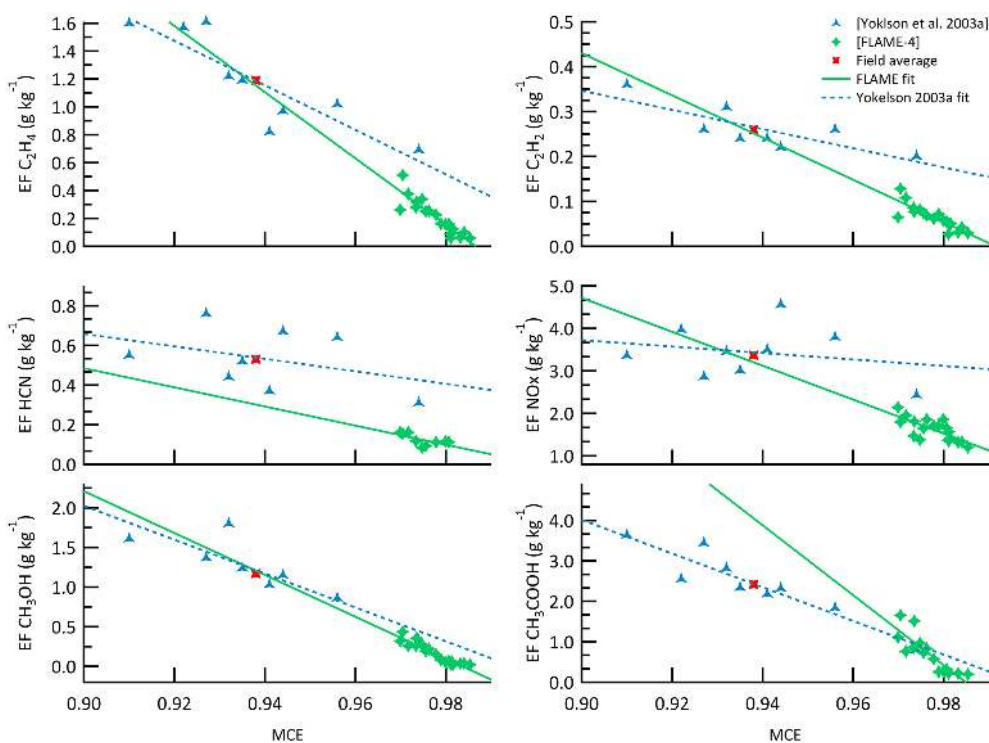 EF C2H4 (g kg-1)
1.6
1.4
1.2
1.0
0.8
0.6
0.4
0.2
0.0
EF C2H2 (g kg-1)
0.5
0.4
0.3
0.2
0.1
0.0
[Yoklson et al. 2003a]
[FLAME-4]
Field average
FLAME fit
Yokelson 2003a fit
EF HCN (g kg-1)
0.8
0.6
0.4
0.2
0.0
EF NOx (g kg-1)
5.0
4.0
3.0
2.0
1.0
EF CH3OH (g kg-1)
2.0
1.5
1.0
0.5
0.0
EF CH3COOH (g kg-1)
4.0
3.0
2.0
1.0
0.0
0.90 0.92 0.94 0.96 0.98
MCE
0.90 0.92 0.94 0.96 0.98
MCE